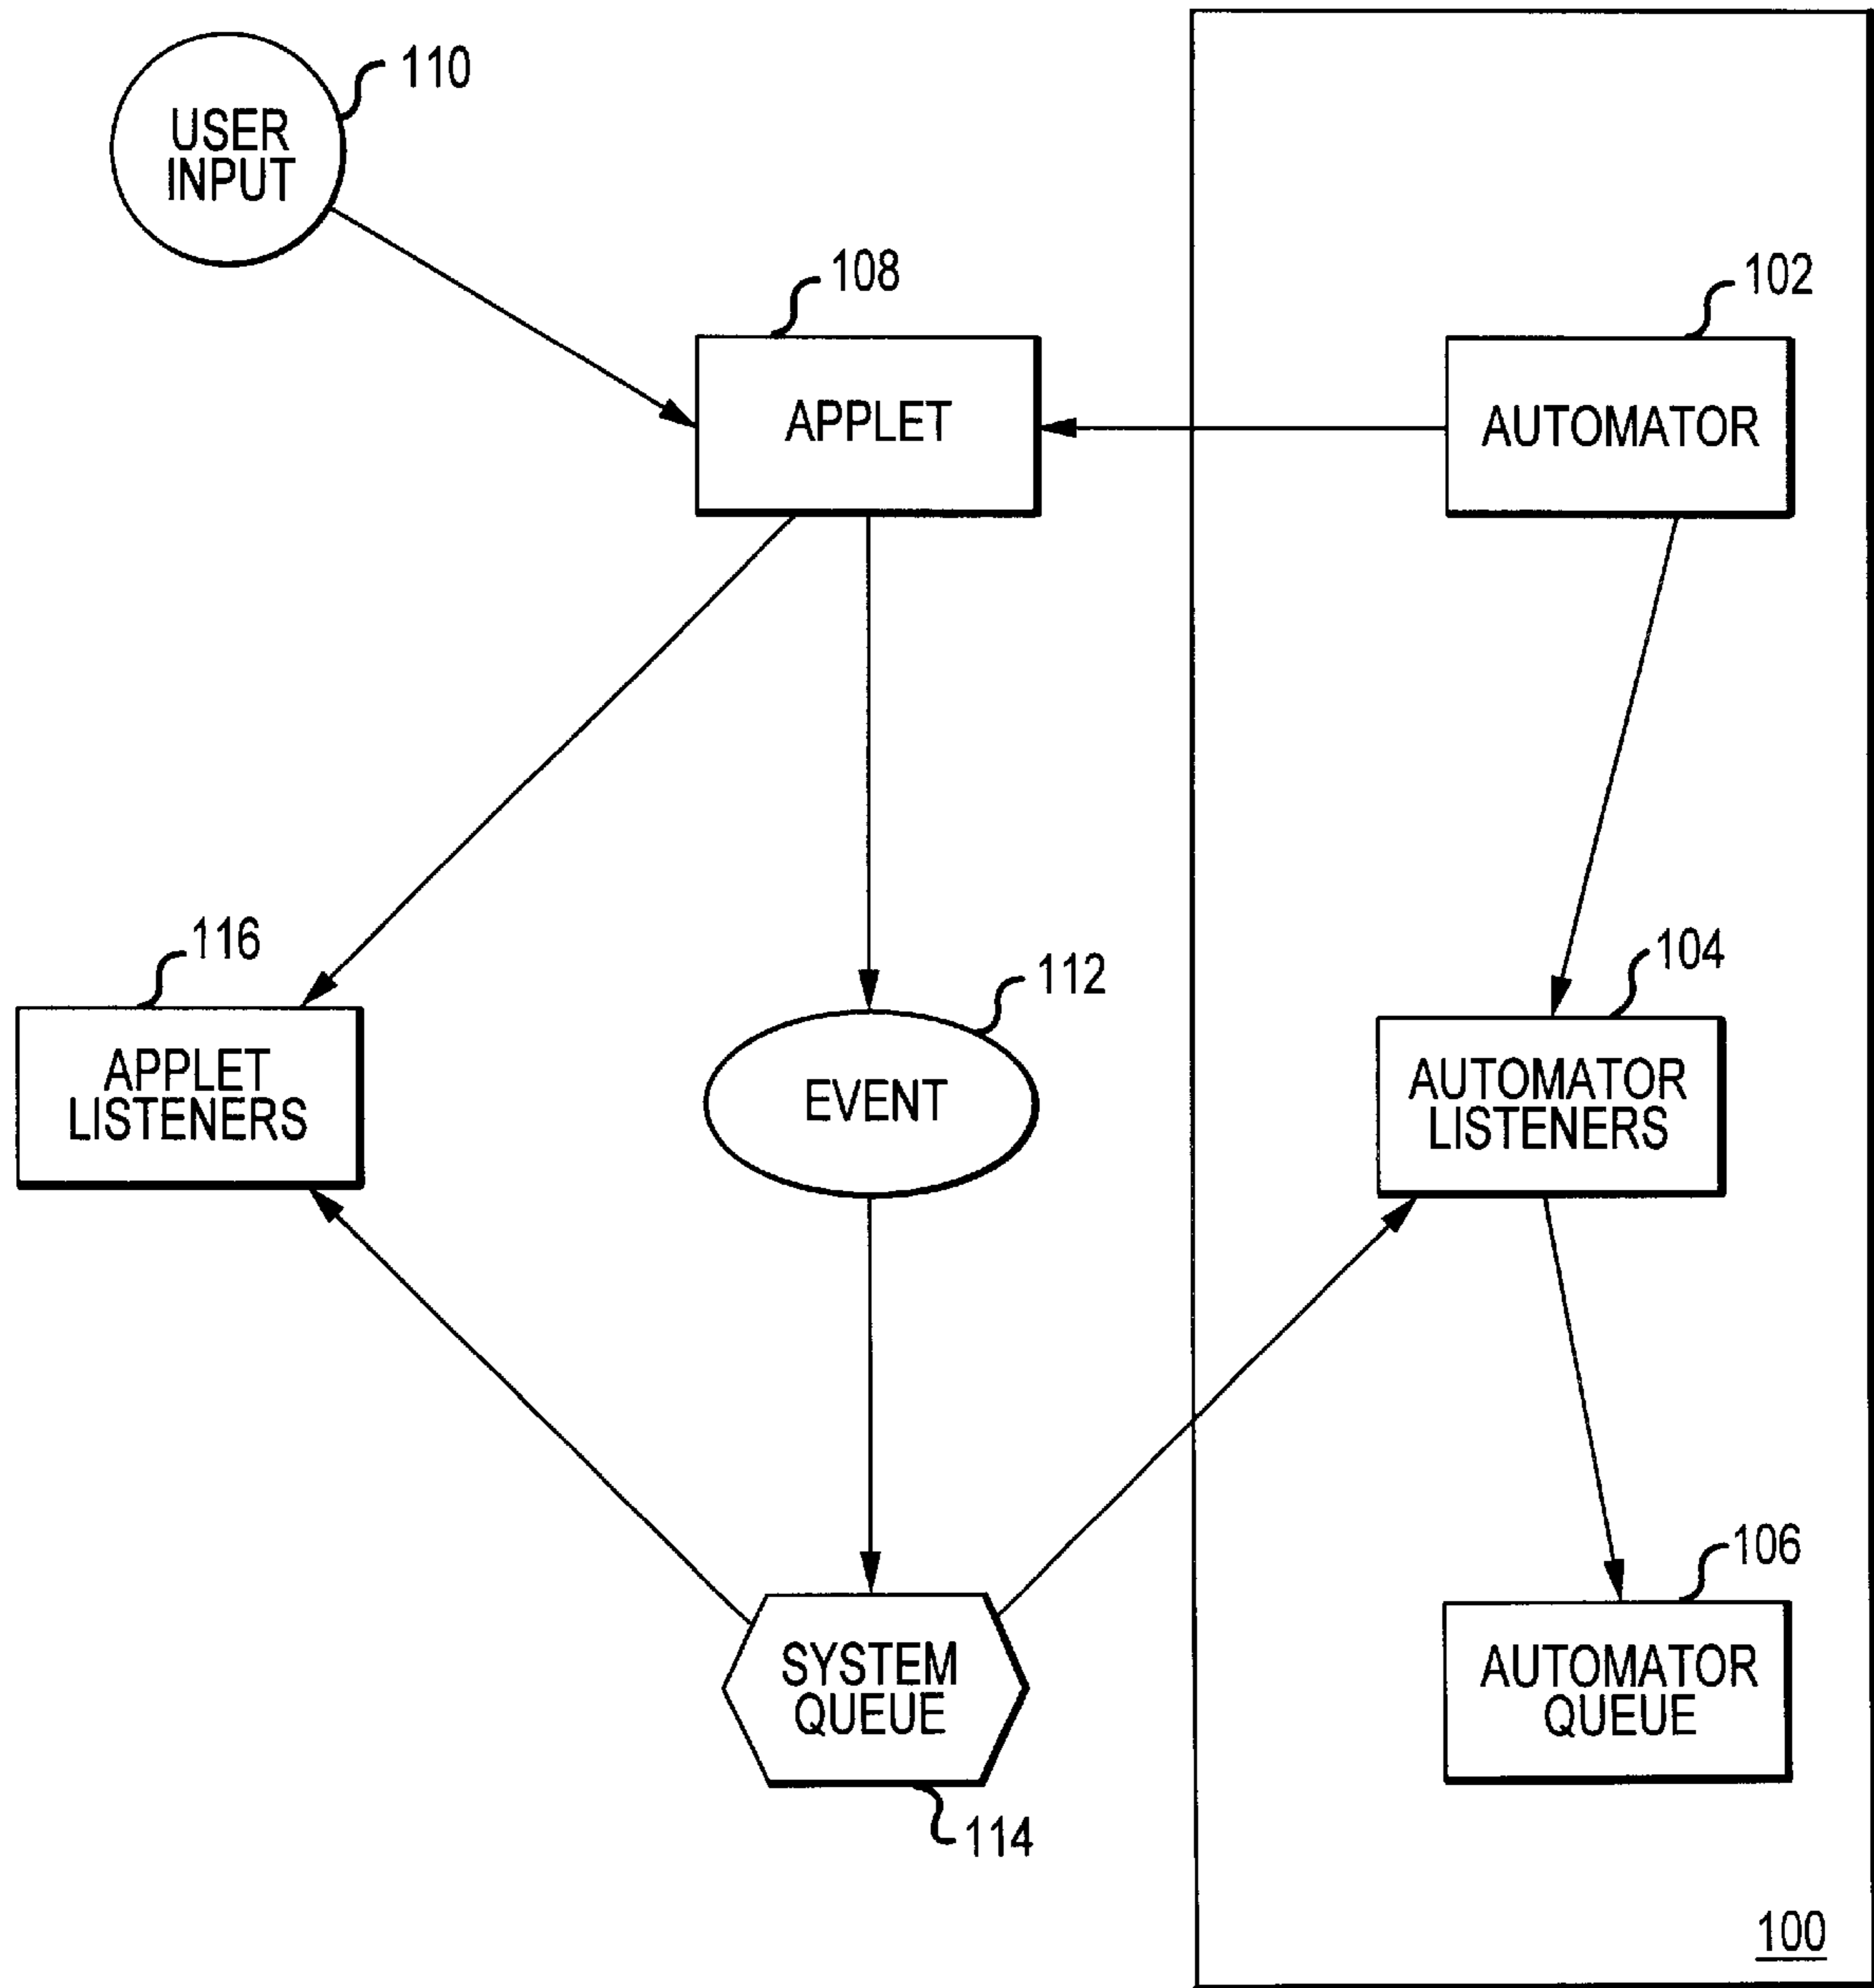 110
USER
INPUT
108
102
APPLET
AUTOMATOR
116
104
112
APPLET
LISTENERS
EVENT
AUTOMATOR
LISTENERS
106
SYSTEM
QUEUE
AUTOMATOR
QUEUE
114
100